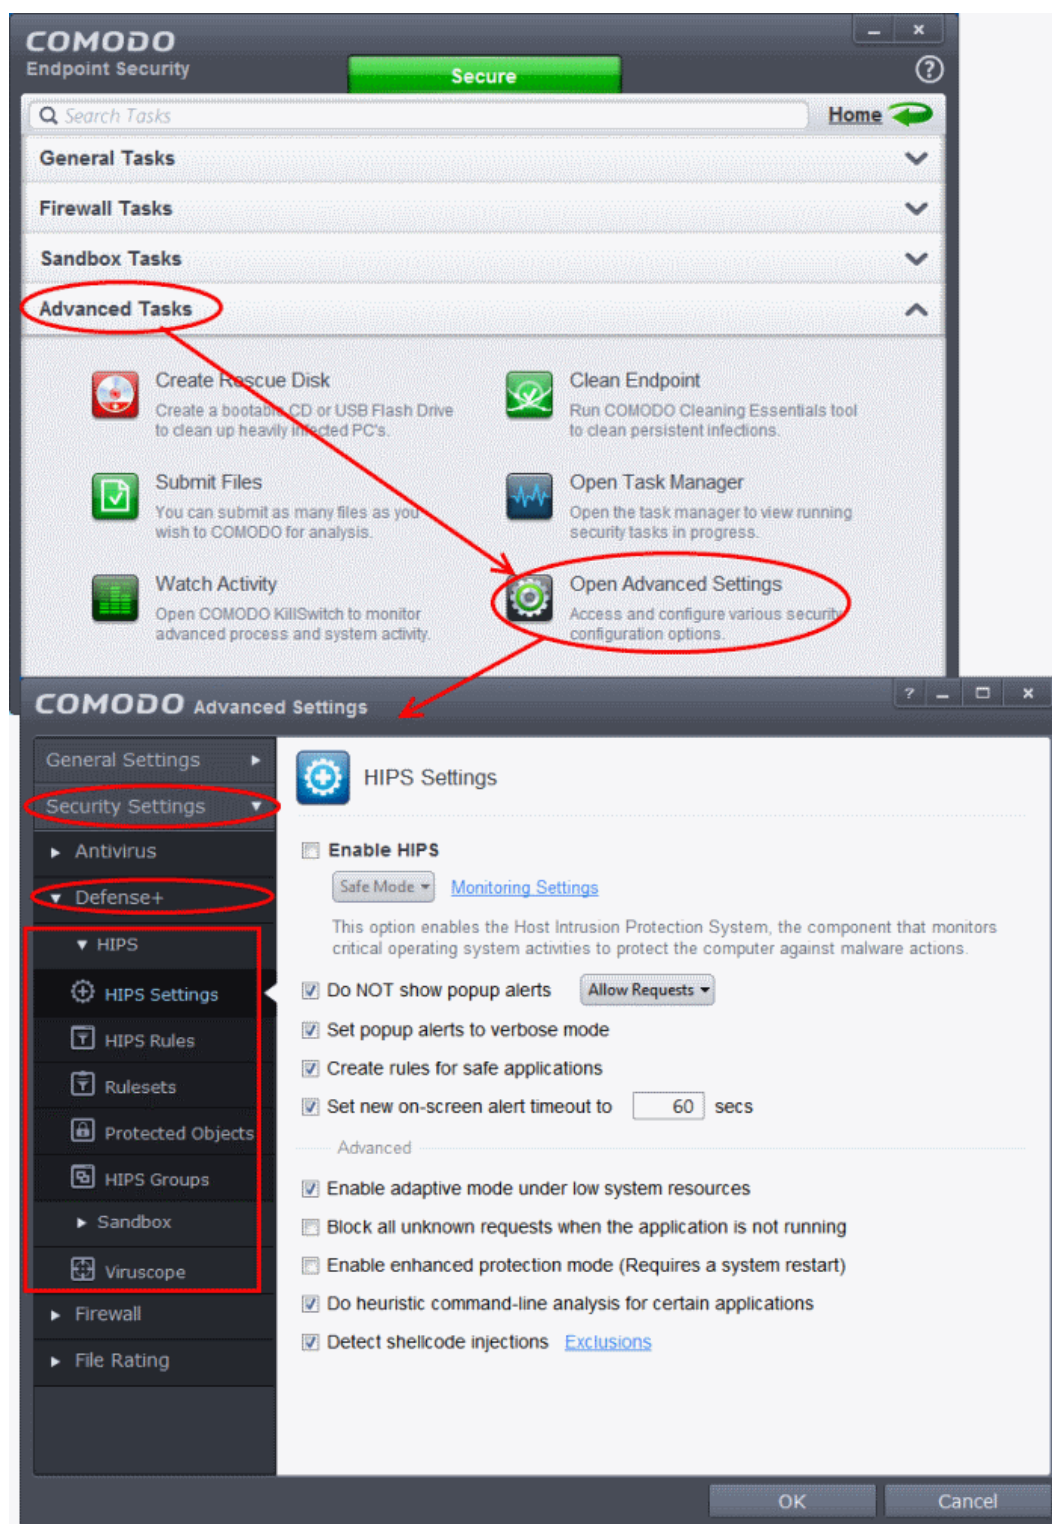 COMODO
Endpoint Security
Secure
Search Tasks
Home
General Tasks
Firewall Tasks
Sandbox Tasks
Advanced Tasks
Create Rescue Disk
Create a bootable CD or USB Flash Drive
to clean up heavily infected PC's.
Clean Endpoint
Run COMODO Cleaning Essentials tool
to clean persistent infections.
Submit Files
You can submit as many files as you
wish to COMODO for analysis.
Open Task Manager
Open the task manager to view running
security tasks in progress.
Watch Activity
Open COMODO KillSwitch to monitor
advanced process and system activity.
Open Advanced Settings
Access and configure various security
configuration options.
COMODO Advanced Settings
General Settings
Security Settings
Antivirus
Defense+
HIPS
HIPS Settings
HIPS Rules
Rulesets
Protected Objects
HIPS Groups
Sandbox
Viruscope
Firewall
File Rating
HIPS Settings
Enable HIPS
Safe Mode Monitoring Settings
This option enables the Host Intrusion Protection System, the component that monitors
critical operating system activities to protect the computer against malware actions.
Do NOT show popup alerts Allow Requests
Set popup alerts to verbose mode
Create rules for safe applications
Set new on-screen alert timeout to 60 secs
Advanced
Enable adaptive mode under low system resources
Block all unknown requests when the application is not running
Enable enhanced protection mode (Requires a system restart)
Do heuristic command-line analysis for certain applications
Detect shellcode injections Exclusions
OK Cancel